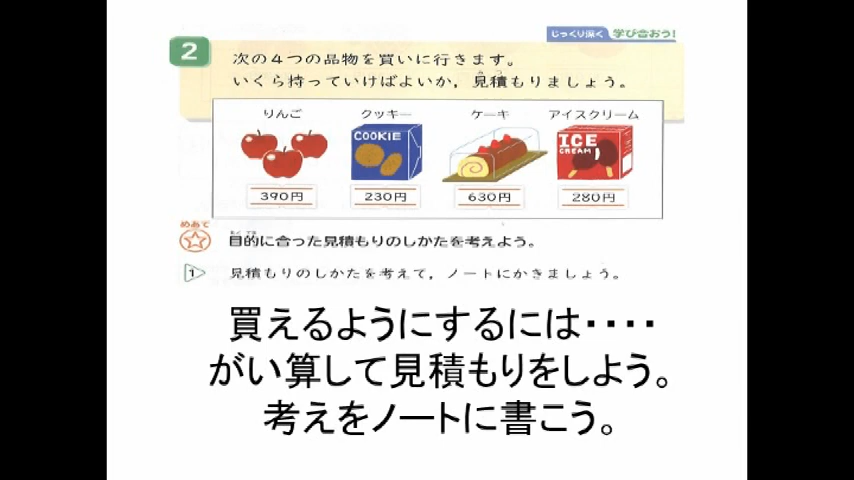 じっくり深く 学び合おう!
2
次の4つの品物を買いに行きます。
いくら持っていけばよいか，見積もりましょう。
りんご クッキー ケーキ アイスクリーム
COOKIE
ICE
CREAM
390円 230円 630円 280円
めあて
目的に合った見積もりのしかたを考えよう。
1 見積もりのしかたを考えて，ノートにかきましょう。
買えるようにするには・・・・
がい算して見積もりをしよう。
考えをノートに書こう。